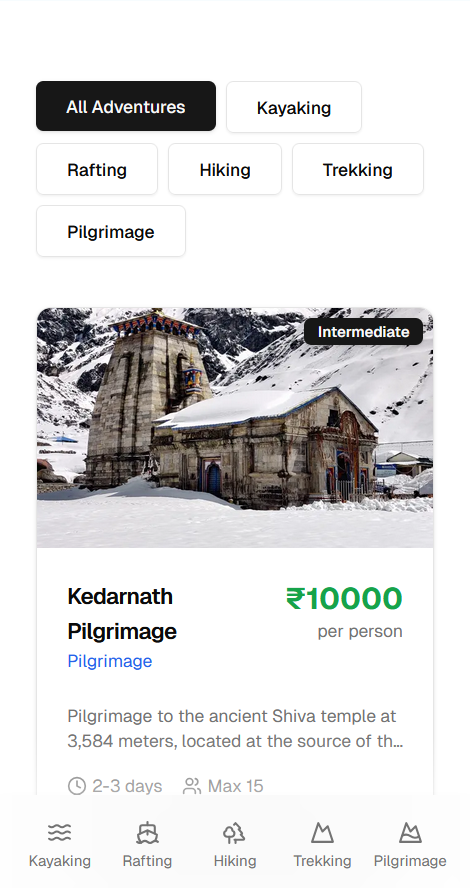 All Adventures
Kayaking
Rafting
Hiking
Trekking
Pilgrimage
Intermediate
Kedarnath
Pilgrimage
₹10000
per person
Pilgrimage
Pilgrimage to the ancient Shiva temple at
3,584 meters, located at the source of th...
2-3 days
Max 15
Kayaking
Rafting
Hiking
Trekking
Pilgrimage